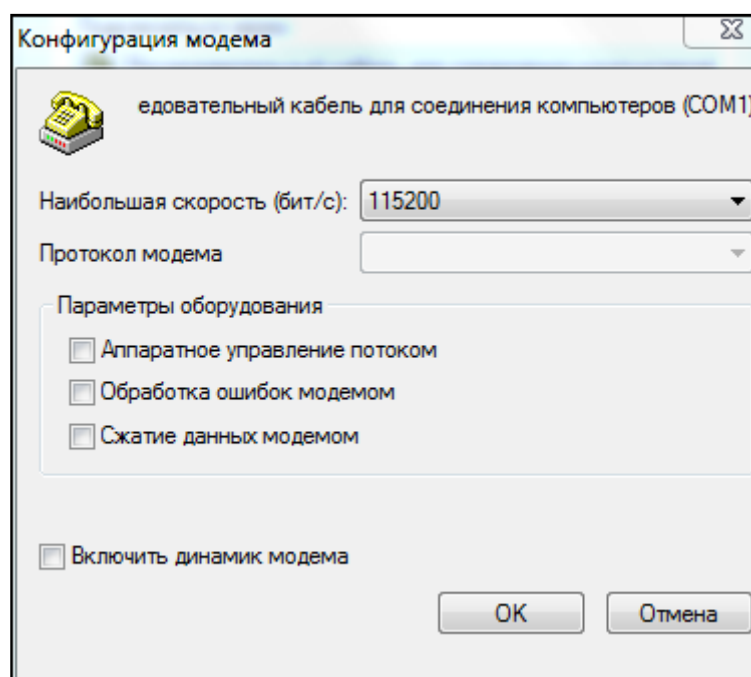 Конфигурация модема
едовательный кабель для соединения компьютеров (COM1)
Наибольшая скорость (бит/с): 115200
Протокол модема
Параметры оборудования
Аппаратное управление потоком
Обработка ошибок модемом
Сжатие данных модемом
Включить динамик модема
ОК Отмена